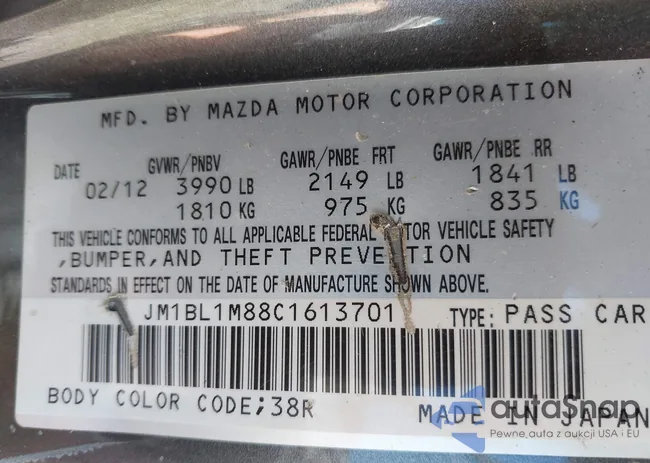 MFD. BY MAZDA MOTOR CORPORATION
DATE GVWR/PNBV GAWR/PNBE FRT GAWR/PNBE RR
02/12 3990 LB 2149 LB 1841 LB
1810 KG 975 KG 835 KG
THIS VEHICLE CONFORMS TO ALL APPLICABLE FEDERAL TOR VEHICLE SAFETY
,BUMPER,AND THEFT PREVENTION
STANDARDS IN EFFECT ON THE DATE OF MANUFACTURE SHOWN ABOVE.
JM1BL1M88C1613701 TYPE: PASS CAR
BODY COLOR CODE;38R MADE IN JAPAN
autoSnap
Pewne auta z aukcji USA i EU